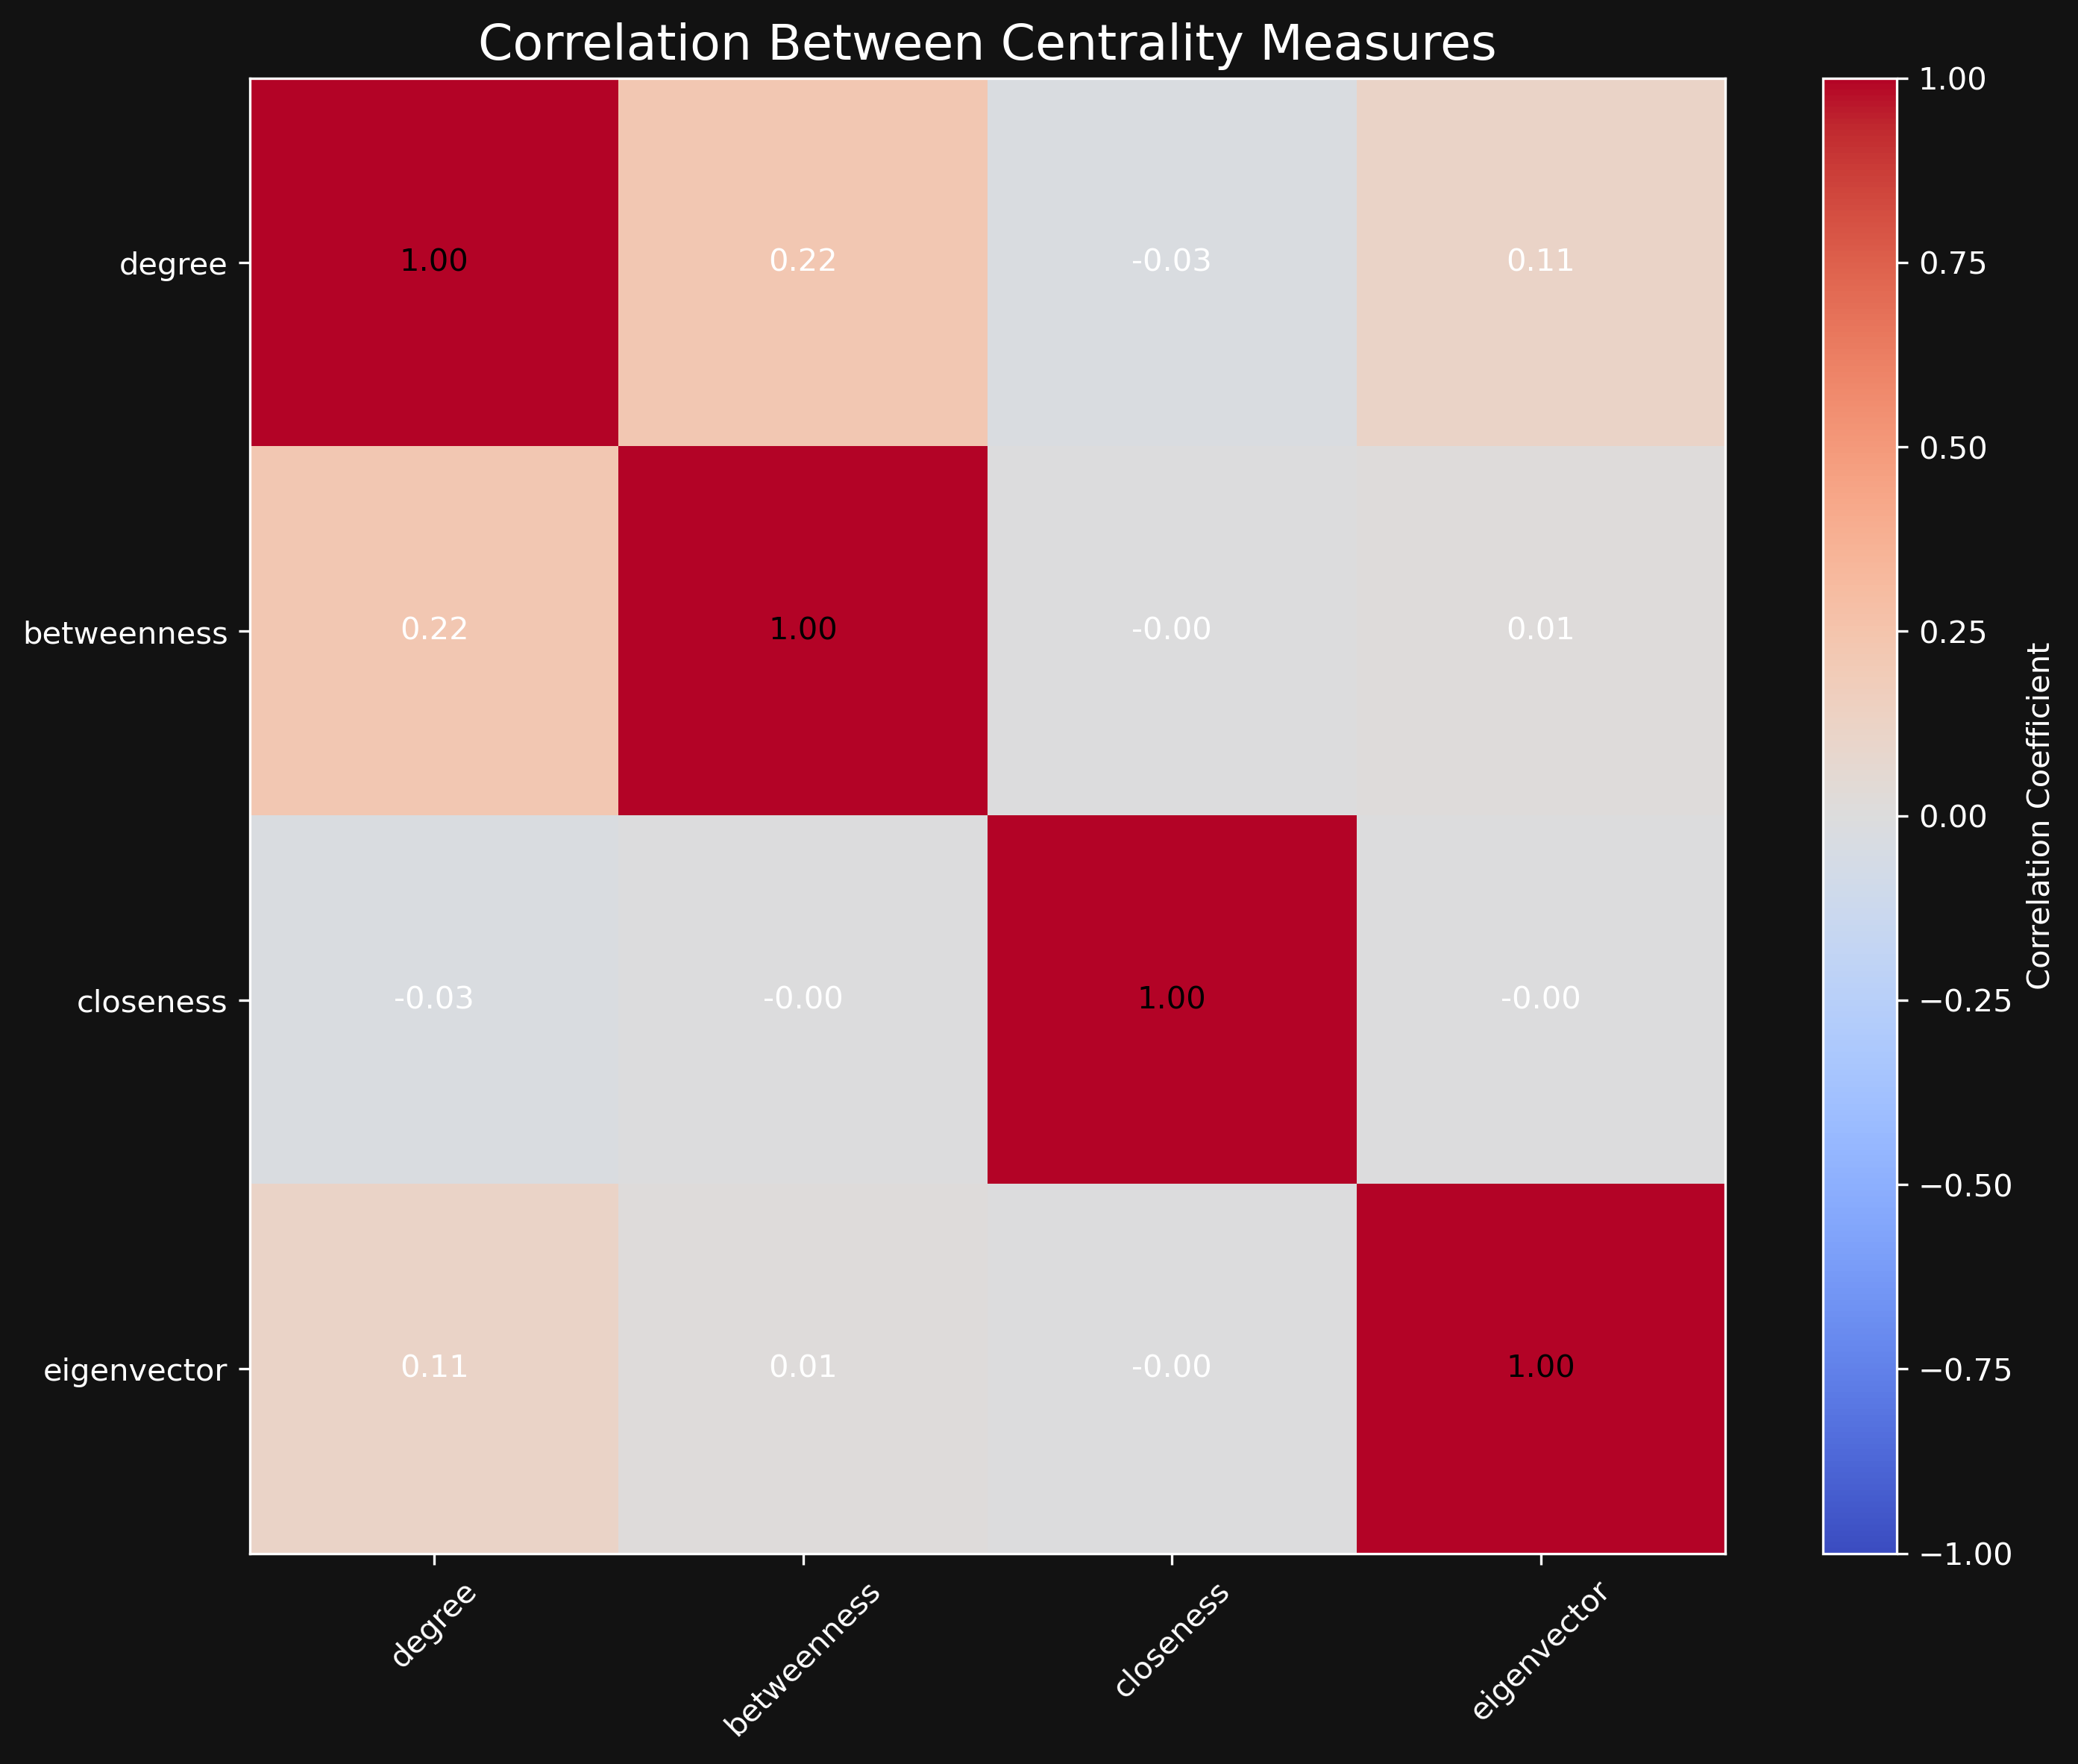 Correlation Between Centrality Measures
degree
1.00 0.22 -0.03 0.11
betweenness
0.22 1.00 -0.00 0.01
closeness
-0.03 -0.00 1.00 -0.00
eigenvector
0.11 0.01 -0.00 1.00
degree
betweenness
closeness
eigenvector
1.00
0.75
0.50
0.25
0.00
−0.25
−0.50
−0.75
−1.00
Correlation Coefficient